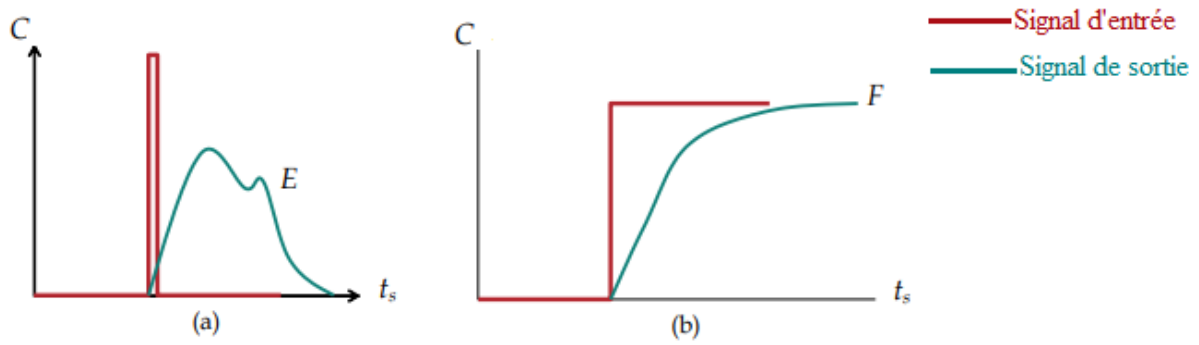 C
E
t_s
(a)
C
F
t_s
(b)
Signal d'entrée
Signal de sortie